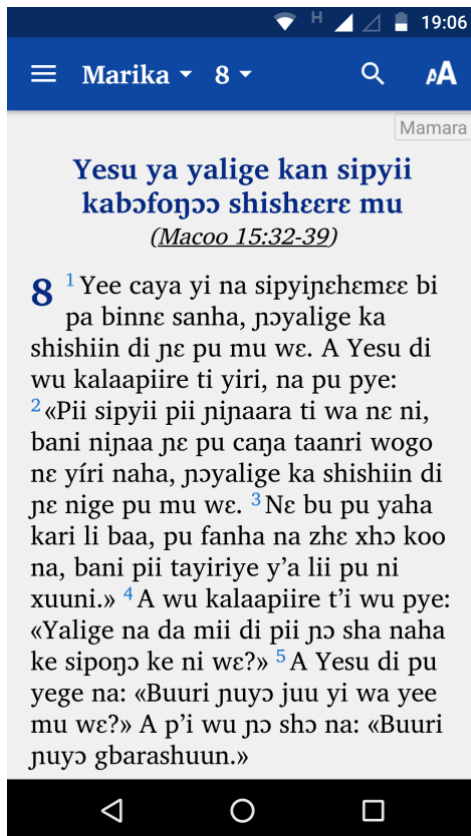 H 19:06
Marika 8 AA
Mamara
Yesu ya yalige kan sipyii
kabɔfoŋɔɔ shishɛɛrɛ mu
(Macoo 15:32-39)
8 1 Yee caya yi na sipyiɲɛhɛmɛɛ bi
pa binnɛ sanha, ɲɔyalige ka
shishiin di ɲɛ pu mu wɛ. A Yesu di
wu kalaapiire ti yiri, na pu pye:
2 «Pii sipyii pii ɲiɲaara ti wa nɛ ni,
bani niɲaa ɲɛ pu caŋa taanri wogo
nɛ yíri naha, ɲɔyalige ka shishiin di
ɲɛ nige pu mu wɛ. 3 Nɛ bu pu yaha
kari li baa, pu fanha na zhɛ xhɔ koo
na, bani pii tayiriye y’a lii pu ni
xuuni.» 4 A wu kalaapiire t’i wu pye:
«Yalige na da mii di pii ɲɔ sha naha
ke sipoŋɔ ke ni wɛ?» 5 A Yesu di pu
yege na: «Buuri ɲuyɔ juu yi wa yee
mu wɛ?» A p’i wu ɲɔ shɔ na: «Buuri
ɲuyɔ gbarashuun.»